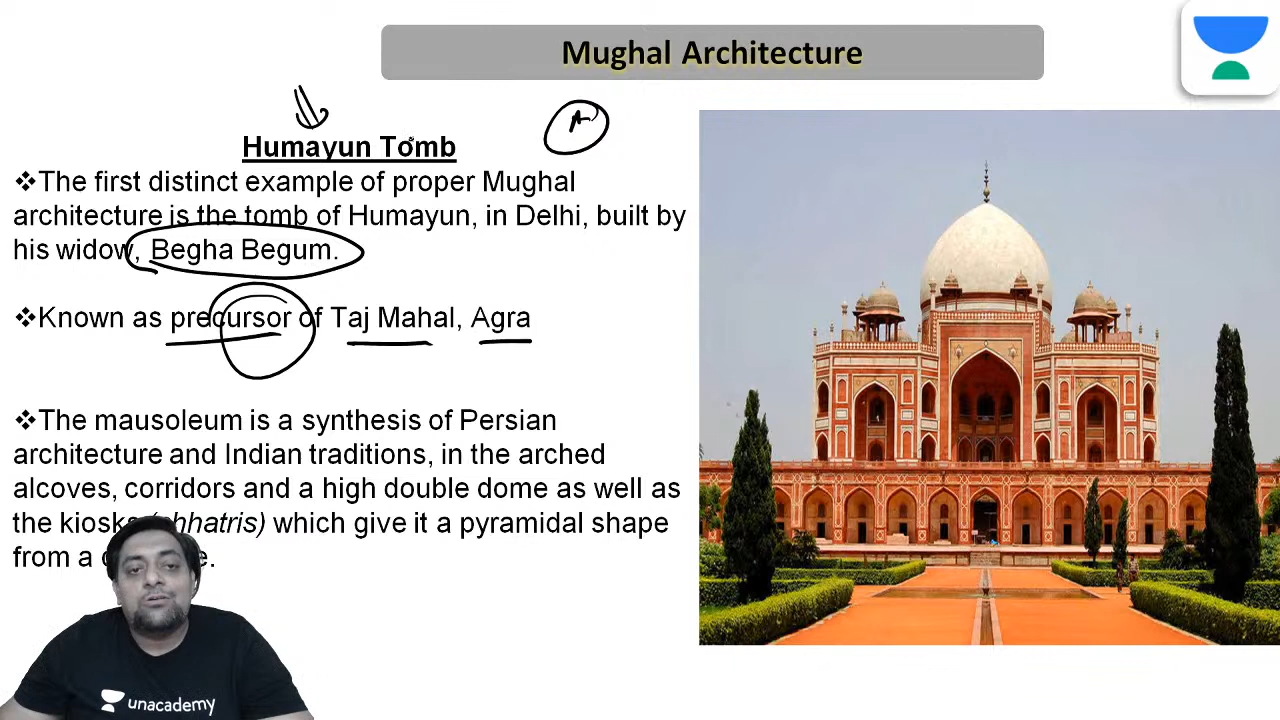 Mughal Architecture
A
Humayun Tomb
❖The first distinct example of proper Mughal
architecture is the tomb of Humayun, in Delhi, built by
his widow, Begha Begum.
❖Known as precursor of Taj Mahal, Agra
❖The mausoleum is a synthesis of Persian
architecture and Indian traditions, in the arched
alcoves, corridors and a high double dome as well as
the kiosks (chhatris) which give it a pyramidal shape
from a
unacademy